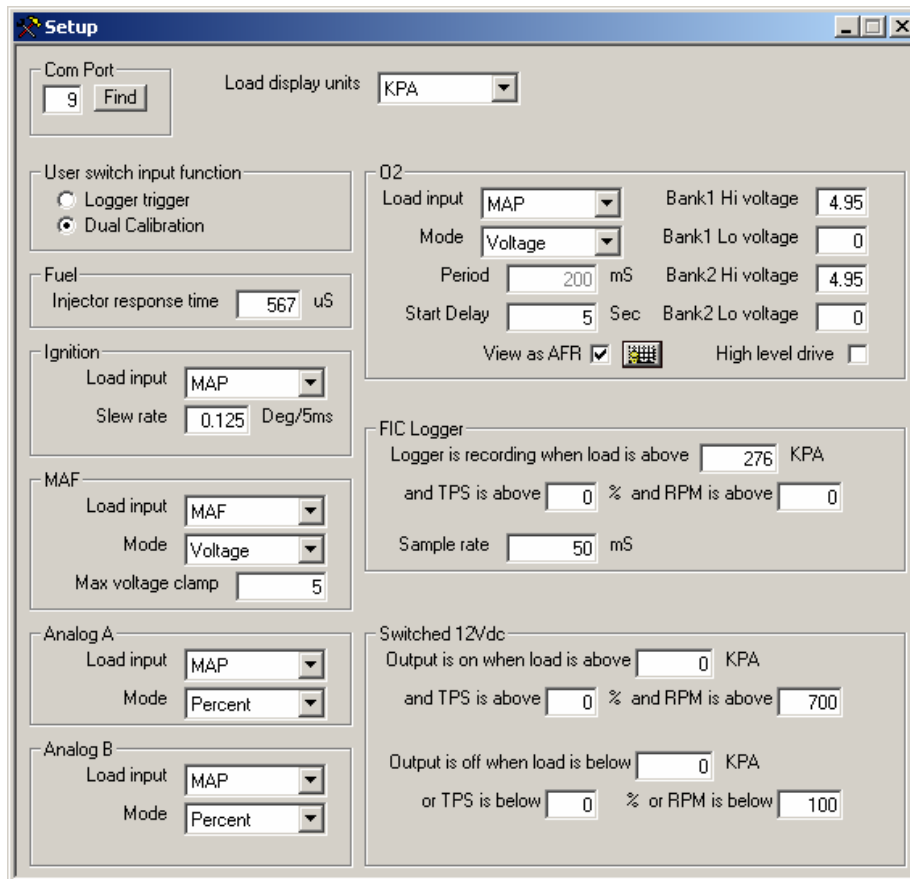 Setup
Com Port
9 Find
Load display units KPA
User switch input function
Logger trigger
Dual Calibration
Fuel
Injector response time 567 uS
Ignition
Load input MAP
Slew rate 0.125 Deg/5ms
MAF
Load input MAF
Mode Voltage
Max voltage clamp 5
Analog A
Load input MAP
Mode Percent
Analog B
Load input MAP
Mode Percent
O2
Load input MAP Bank1 Hi voltage 4.95
Mode Voltage Bank1 Lo voltage 0
Period 200 mS Bank2 Hi voltage 4.95
Start Delay 5 Sec Bank2 Lo voltage 0
View as AFR High level drive
FIC Logger
Logger is recording when load is above 276 KPA
and TPS is above 0 % and RPM is above 0
Sample rate 50 mS
Switched 12Vdc
Output is on when load is above 0 KPA
and TPS is above 0 % and RPM is above 700
Output is off when load is below 0 KPA
or TPS is below 0 % or RPM is below 100